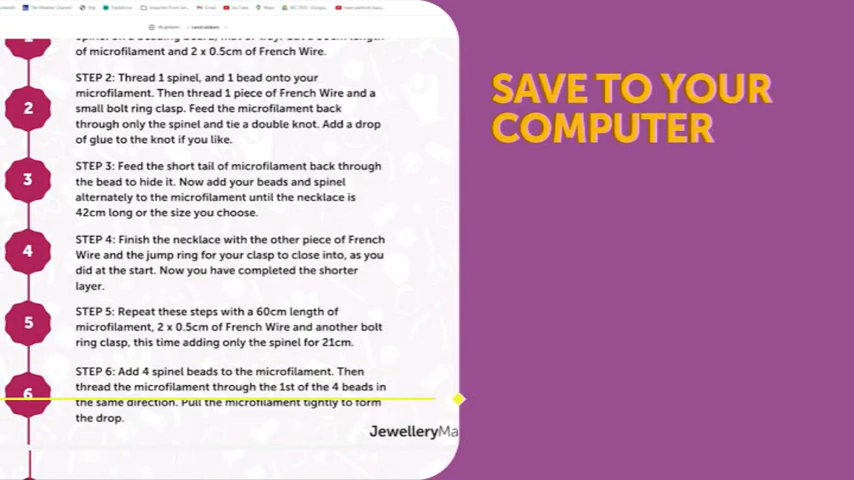 of microfilament and 2 x 0.5cm of French Wire.
2
STEP 2: Thread 1 spinel, and 1 bead onto your
microfilament. Then thread 1 piece of French Wire and a
small bolt ring clasp. Feed the microfilament back
through only the spinel and tie a double knot. Add a drop
of glue to the knot if you like.
3
STEP 3: Feed the short tail of microfilament back through
the bead to hide it. Now add your beads and spinel
alternately to the microfilament until the necklace is
42cm long or the size you choose.
4
STEP 4: Finish the necklace with the other piece of French
Wire and the jump ring for your clasp to close into, as you
did at the start. Now you have completed the shorter
layer.
5
STEP 5: Repeat these steps with a 60cm length of
microfilament, 2 x 0.5cm of French Wire and another bolt
ring clasp, this time adding only the spinel for 21cm.
6
STEP 6: Add 4 spinel beads to the microfilament. Then
thread the microfilament through the 1st of the 4 beads in
the same direction. Pull the microfilament tightly to form
the drop.
JewelleryMa
SAVE TO YOUR
COMPUTER